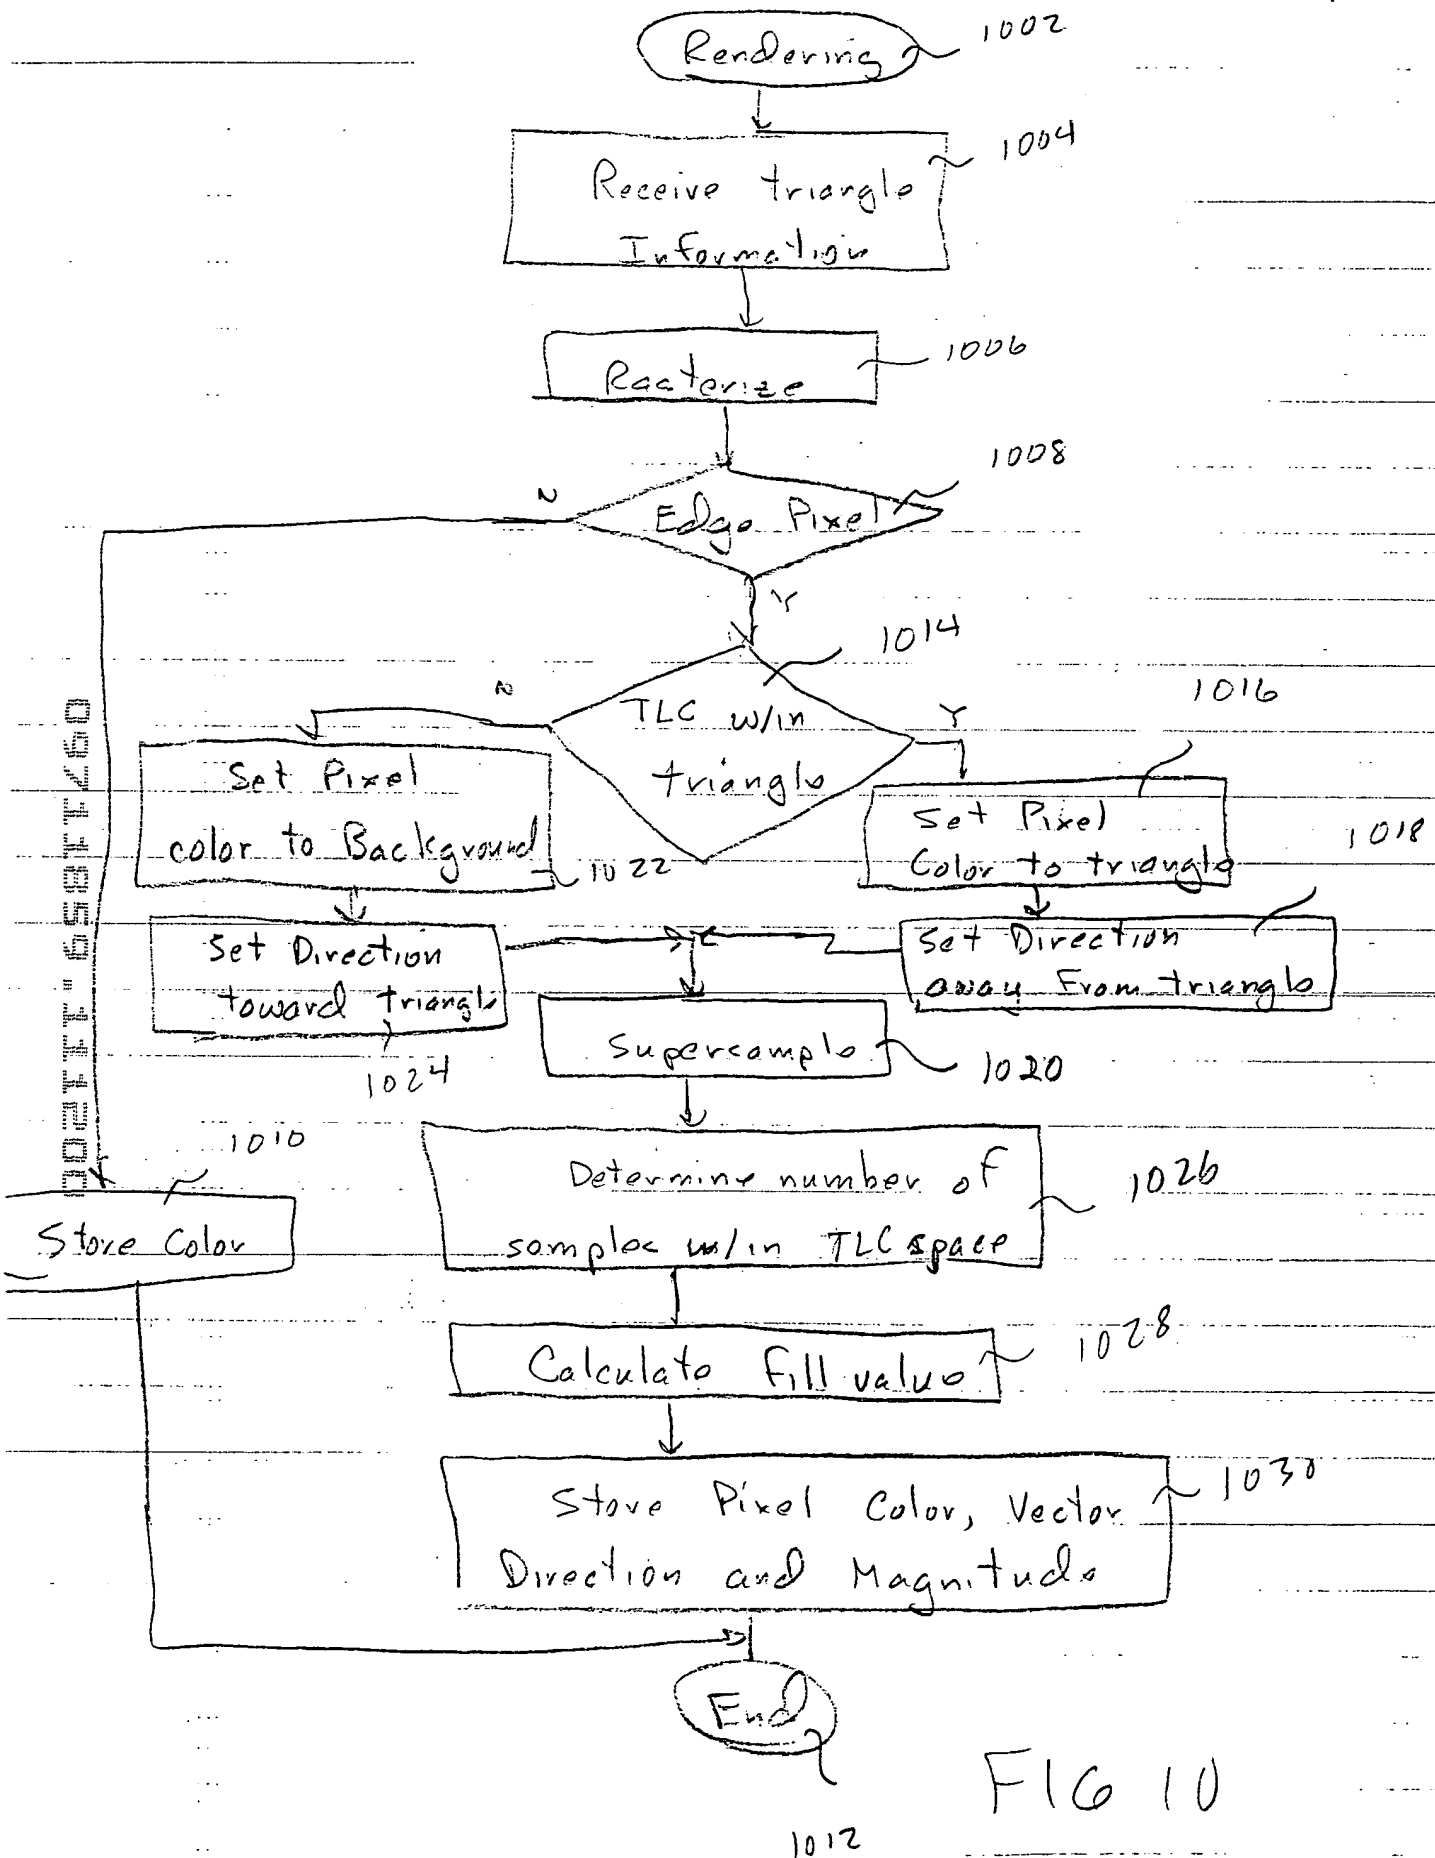 Rendering
1002
Receive triangle
Information
1004
Rasterize
1006
Edge Pixel
1008
N
Y
TLC w/in
triangle
1014
N
Y
Set Pixel
color to Background
1022
1016
Set Pixel
Color to triangle
1018
Set Direction
toward triangle
1024
Set Direction
away From triangle
Supersample
1020
1010
Store Color
Determine number of
samples w/in TLC space
1026
Calculate Fill value
1028
Store Pixel Color, Vector
Direction and Magnitude
1030
End
1012
FIG 10
09711859.111200